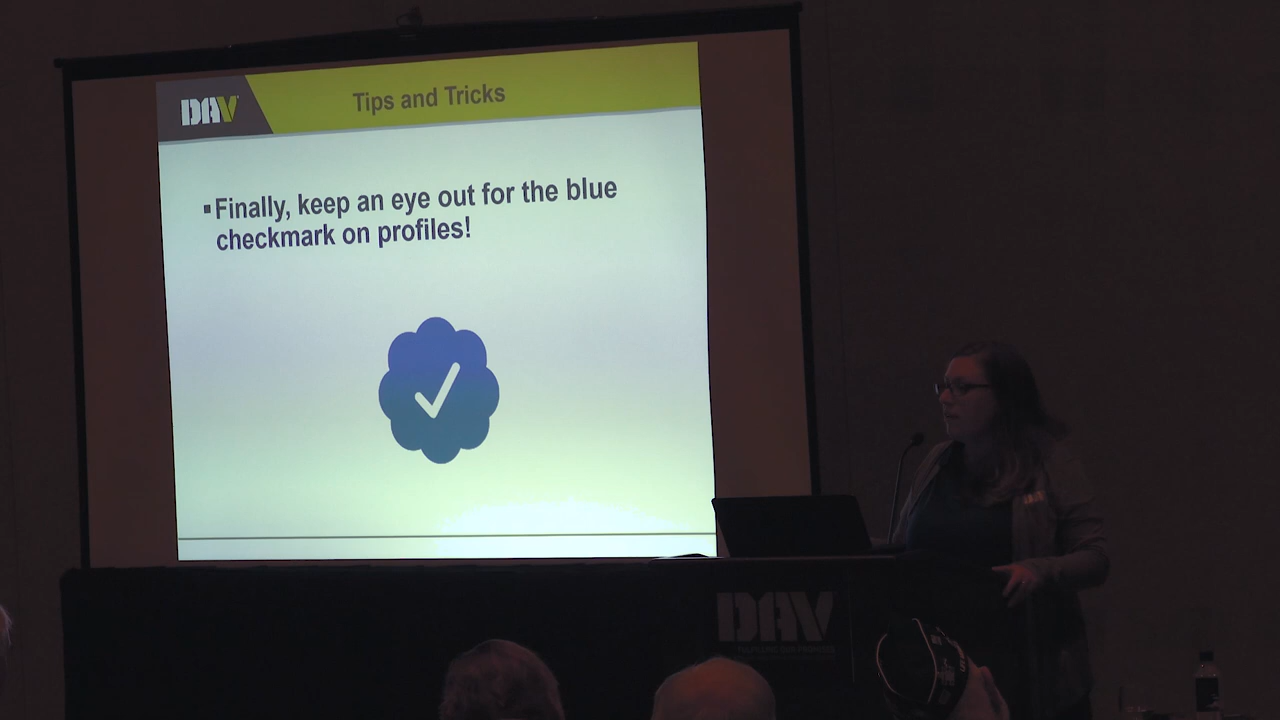 DAV
Tips and Tricks
▪Finally, keep an eye out for the blue
checkmark on profiles!
DAV